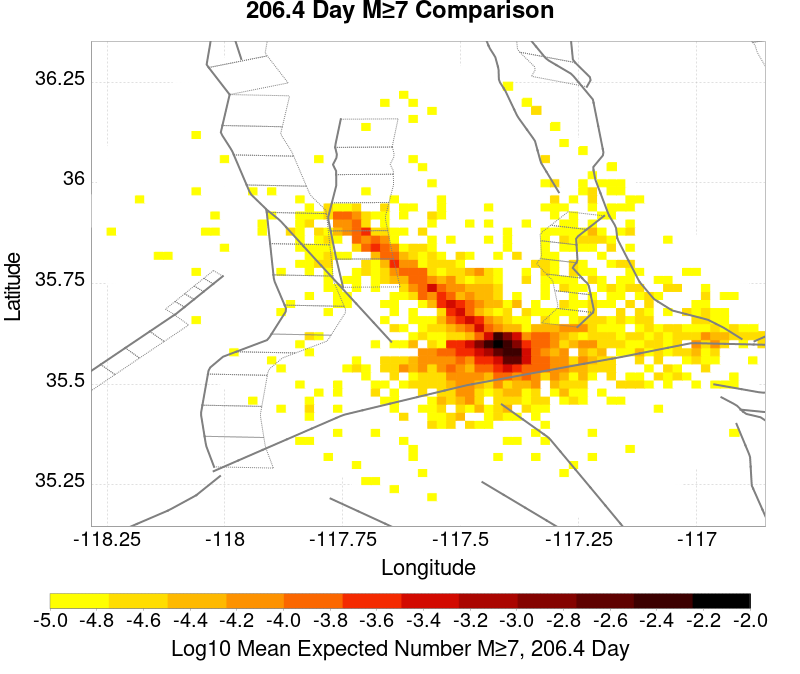 206.4 Day M≥7 Comparison
36.25
36
35.75
35.5
35.25
Latitude
-118.25 -118 -117.75 -117.5 -117.25 -117
Longitude
-5.0 -4.8 -4.6 -4.4 -4.2 -4.0 -3.8 -3.6 -3.4 -3.2 -3.0 -2.8 -2.6 -2.4 -2.2 -2.0
Log10 Mean Expected Number M≥7, 206.4 Day